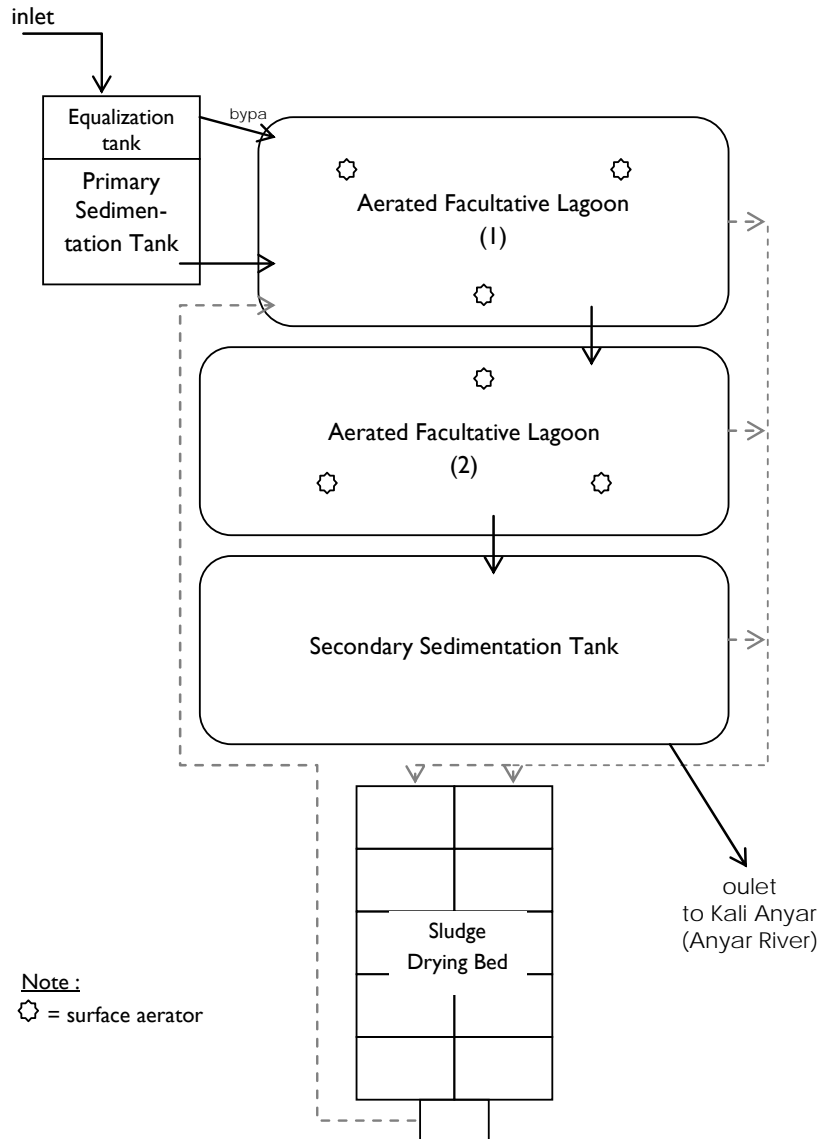 inlet
Equalization
tank
bypa
Primary
Sedimen-
tation Tank
Aerated Facultative Lagoon
(1)
Aerated Facultative Lagoon
(2)
Secondary Sedimentation Tank
oulet
to Kali Anyar
(Anyar River)
Sludge
Drying Bed
Note :
= surface aerator